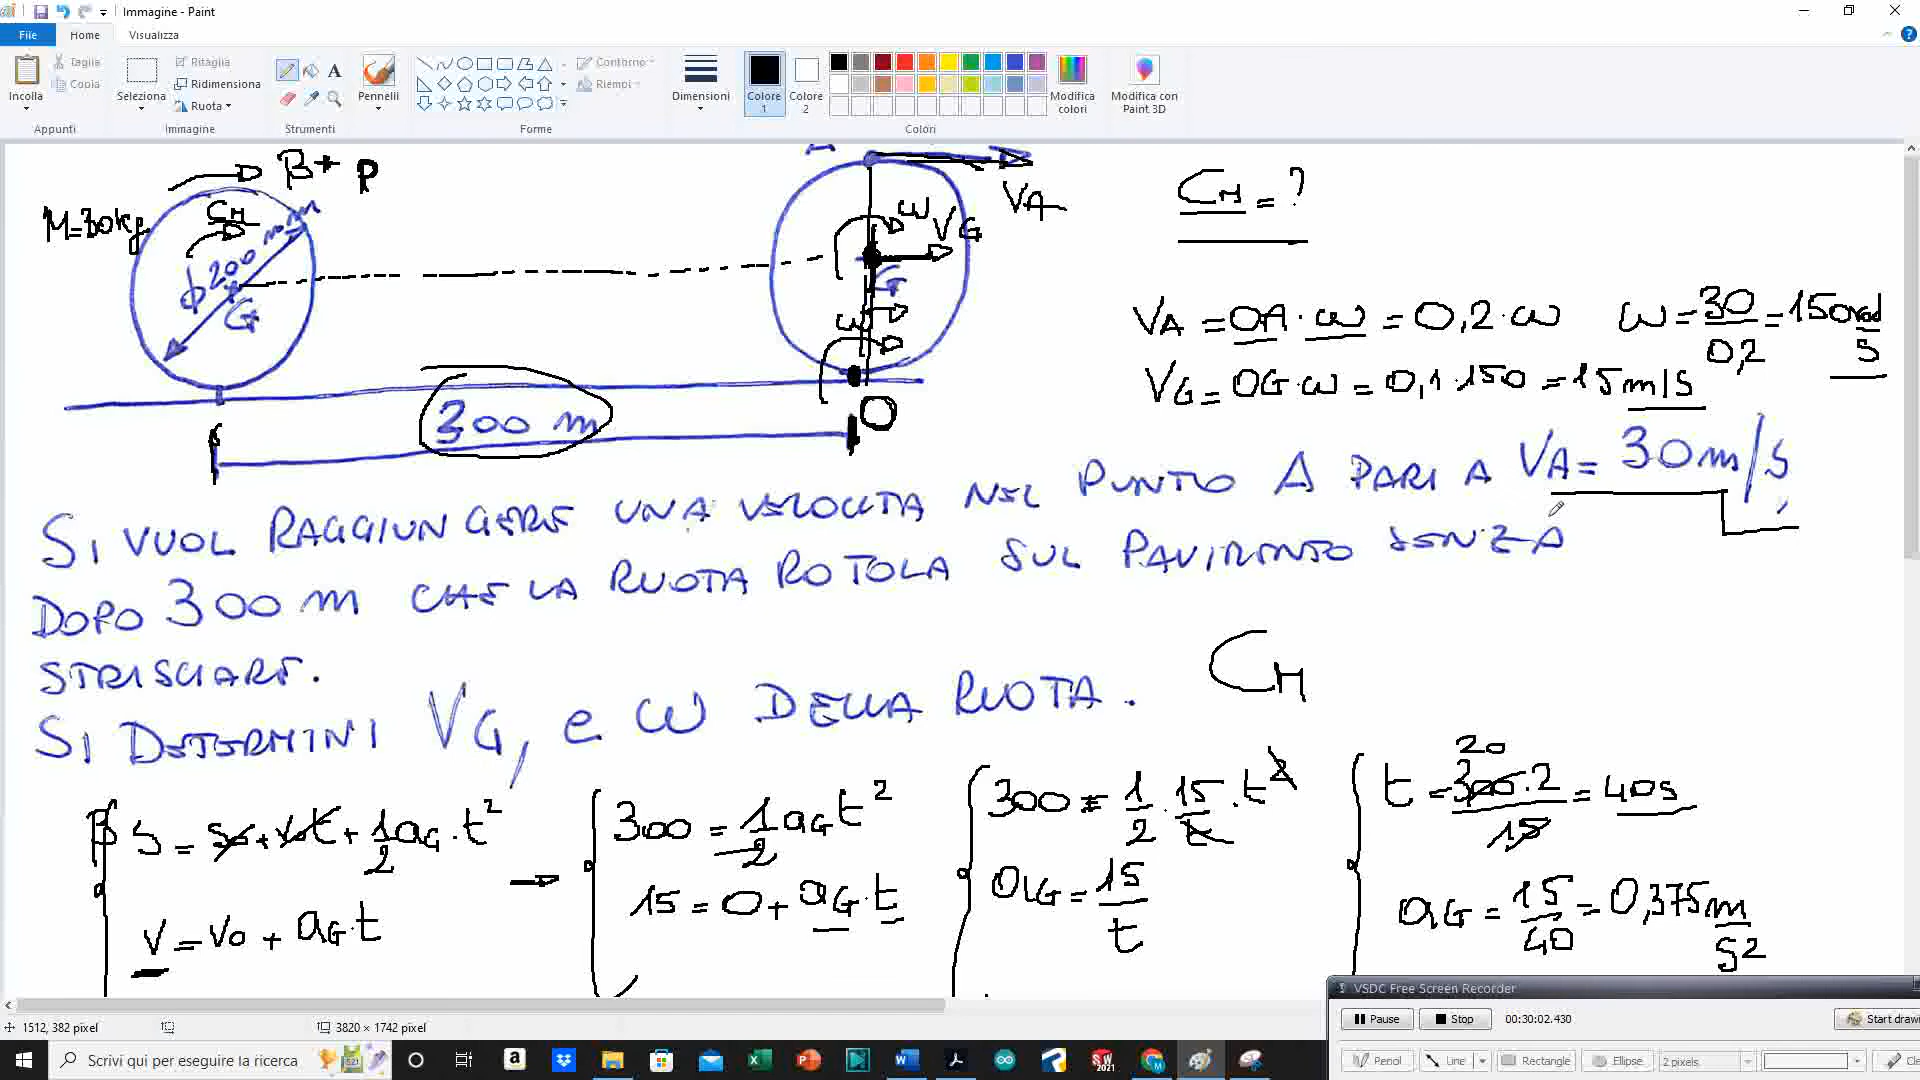 Immagine - Paint
File Home Visualizza
Incolla
Taglia
Copia
Appunti
Seleziona
Ritaglia
Ridimensiona
Ruota
Immagine
A
Strumenti
Pennelli
Forme
Contorno
Riempi
Dimensioni
Colore 1
Colore 2
Colori
Modifica colori
Modifica con Paint 3D
β+ P
M=30kg
CM
ϕ200 mm
G
300 m
ω
VG
VA
G
ω
O
CM = ?
VA = OA · ω = 0,2 · ω ω = 30/0,2 = 150 rad/s
VG = OG · ω = 0,1 · 150 = 15 m/s
SI VUOL RAGGIUNGERE UNA VELOCITA NEL PUNTO A PARI A VA = 30 m/s
DOPO 300 m CHE LA RUOTA ROTOLA SUL PAVIMENTO SENZA
STRISCIARE.
CM
SI DETERMINI VG, e ω DELLA RUOTA.
S = So + Vot + 1/2 aG · t²
V = Vo + aG · t
→
300 = 1/2 aG t²
15 = 0 + aG · t
300 = 1/2 · 15/t · t²
aG = 15/t
20
t = 300·2/15 = 40s
aG = 15/40 = 0,375 m/s²
VSDC Free Screen Recorder
Pause Stop 00:30:02.430 Start drawi
Pencil Line Rectangle Ellipse 2 pixels Cle
1512, 382 pixel 3820 × 1742 pixel
Scrivi qui per eseguire la ricerca
SW 2021